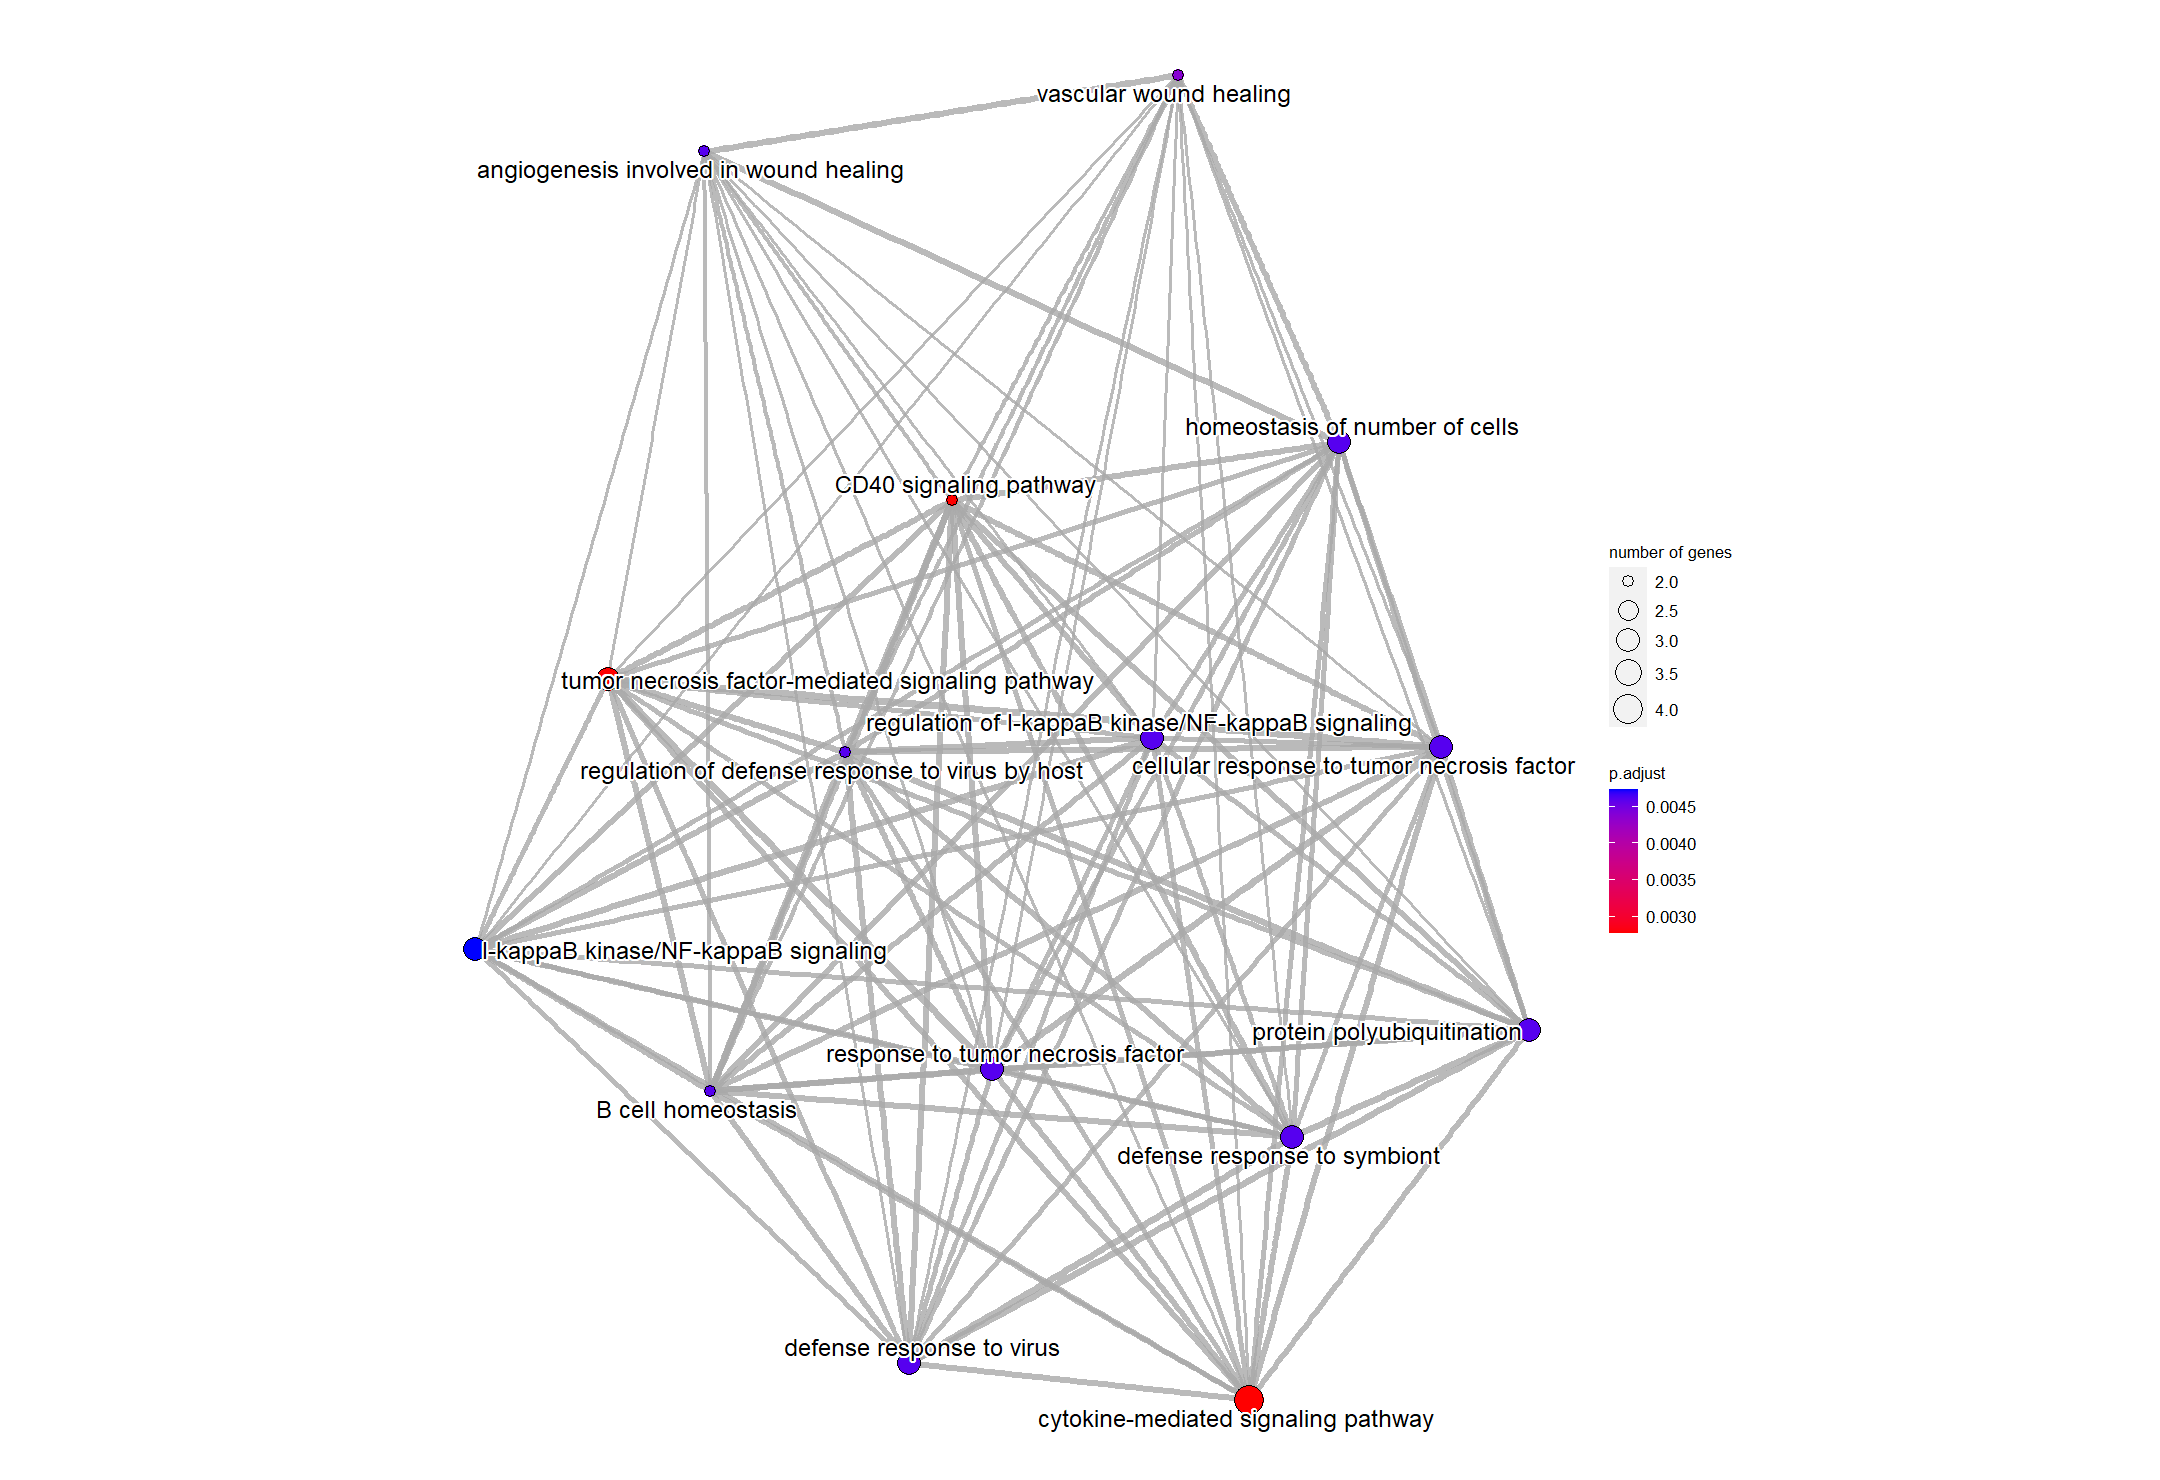 vascular wound healing
angiogenesis involved in wound healing
homeostasis of number of cells
CD40 signaling pathway
number of genes
2.0
2.5
3.0
3.5
4.0
tumor necrosis factor-mediated signaling pathway
regulation of I-kappaB kinase/NF-kappaB signaling
cellular response to tumor necrosis factor
regulation of defense response to virus by host
p.adjust
0.0045
0.0040
0.0035
0.0030
I-kappaB kinase/NF-kappaB signaling
protein polyubiquitination
response to tumor necrosis factor
B cell homeostasis
defense response to symbiont
defense response to virus
cytokine-mediated signaling pathway